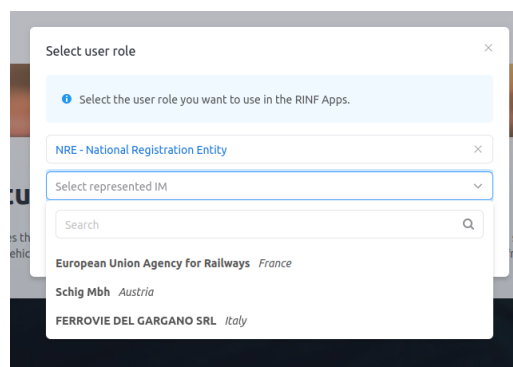 Select user role
Select the user role you want to use in the RINF Apps.
NRE - National Registration Entity
Select represented IM
Search
European Union Agency for Railways France
Schig Mbh Austria
FERROVIE DEL GARGANO SRL Italy